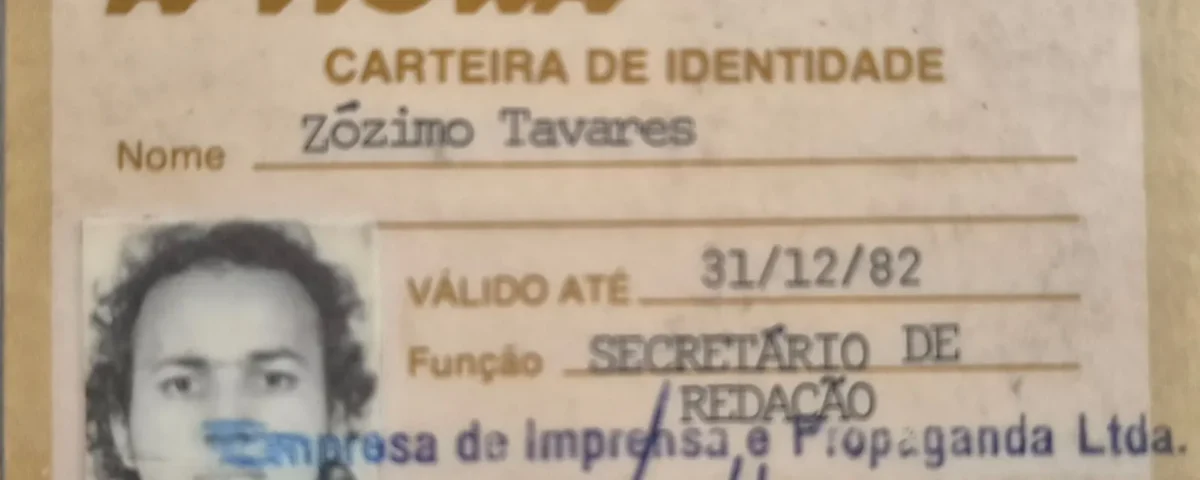 CARTEIRA DE IDENTIDADE
Nome Zózimo Tavares
VÁLIDO ATÉ 31/12/82
Função SECRETÁRIO DE
REDAÇÃO
Empresa de Imprensa e Propaganda Ltda.